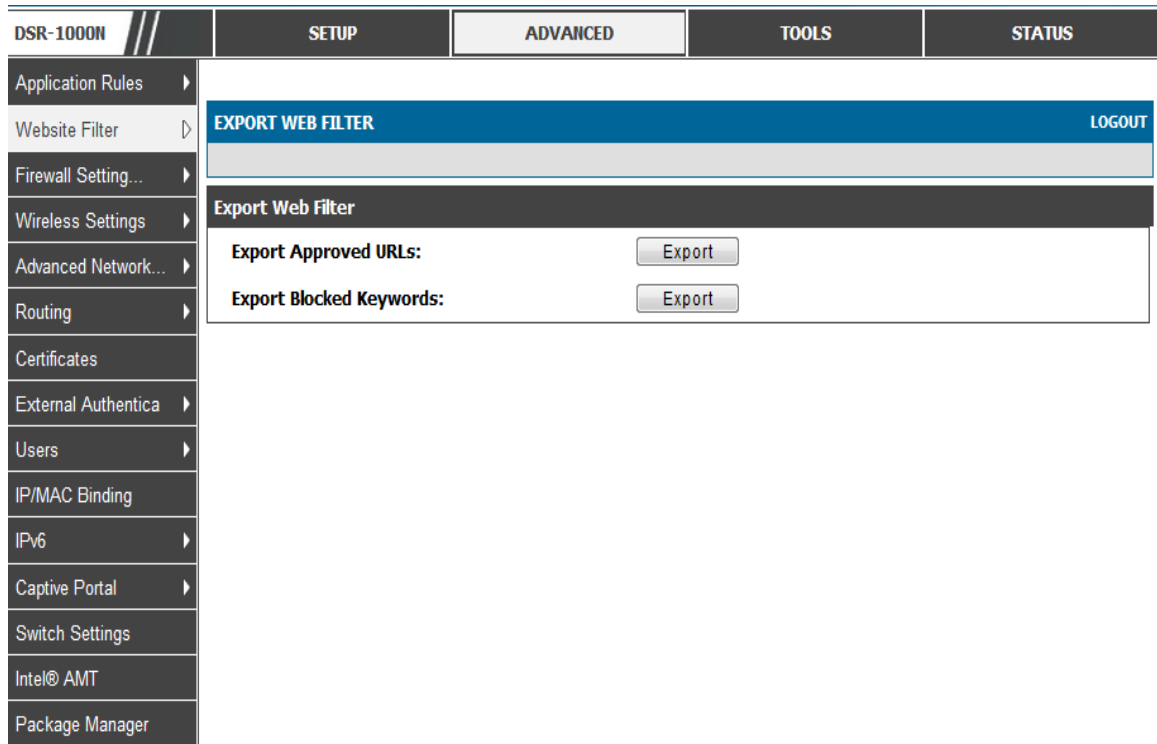 DSR-1000N
SETUP
ADVANCED
TOOLS
STATUS
Application Rules
Website Filter
Firewall Setting...
Wireless Settings
Advanced Network...
Routing
Certificates
External Authentica
Users
IP/MAC Binding
IPv6
Captive Portal
Switch Settings
Intel® AMT
Package Manager
EXPORT WEB FILTER
LOGOUT
Export Web Filter
Export Approved URLs: Export
Export Blocked Keywords: Export